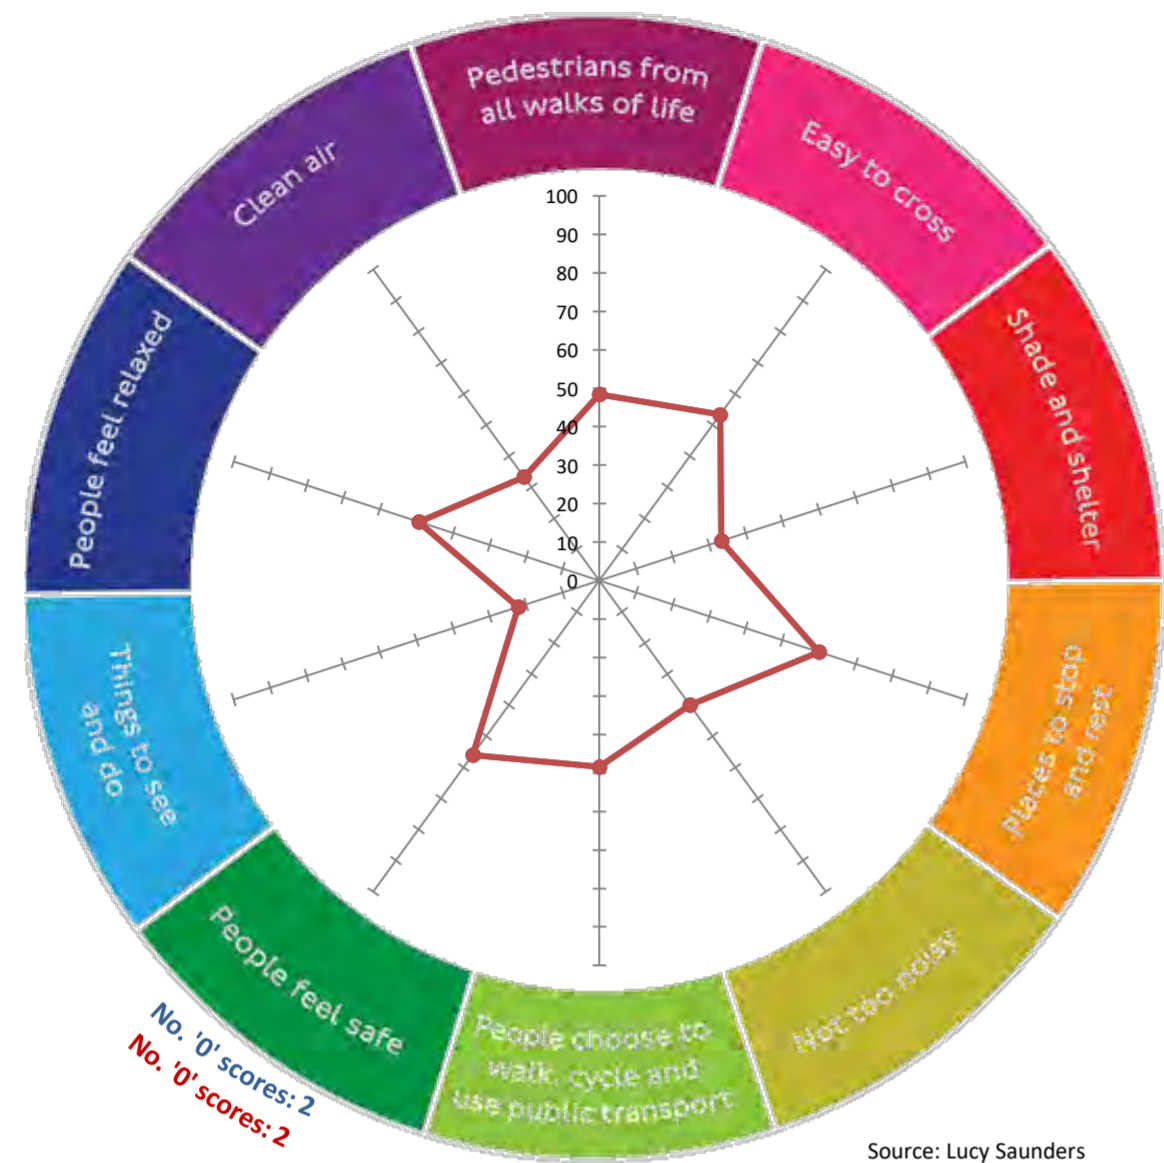 Pedestrians from
all walks of life
Easy to cross
Shade and shelter
Places to stop
and rest
Not too noisy
People choose to
walk, cycle and
use public transport
People feel safe
Things to see
and do
People feel relaxed
Clean air
100
90
80
70
60
50
40
30
20
10
0
No. '0' scores: 2
No. '0' scores: 2
Source: Lucy Saunders